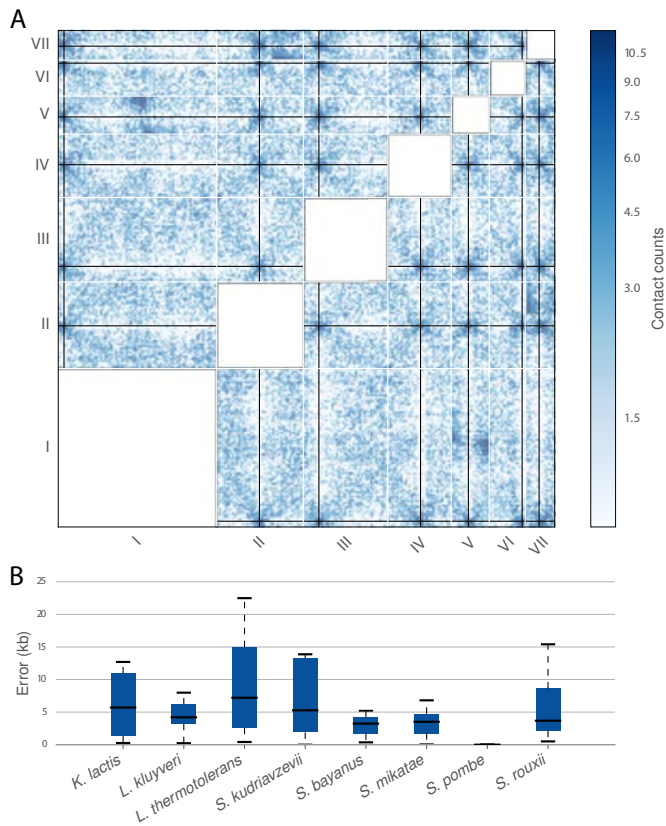 A
VII
VI
V
IV
III
II
I
I II III IV V VI VII
10.5
9.0
7.5
6.0
4.5
3.0
1.5
Contact counts
B
Error (kb)
25
20
15
10
5
0
K. lactis
L. kluyveri
L. thermotolerans
S. kudriavzevii
S. bayanus
S. mikatae
S. pombe
S. rouxii